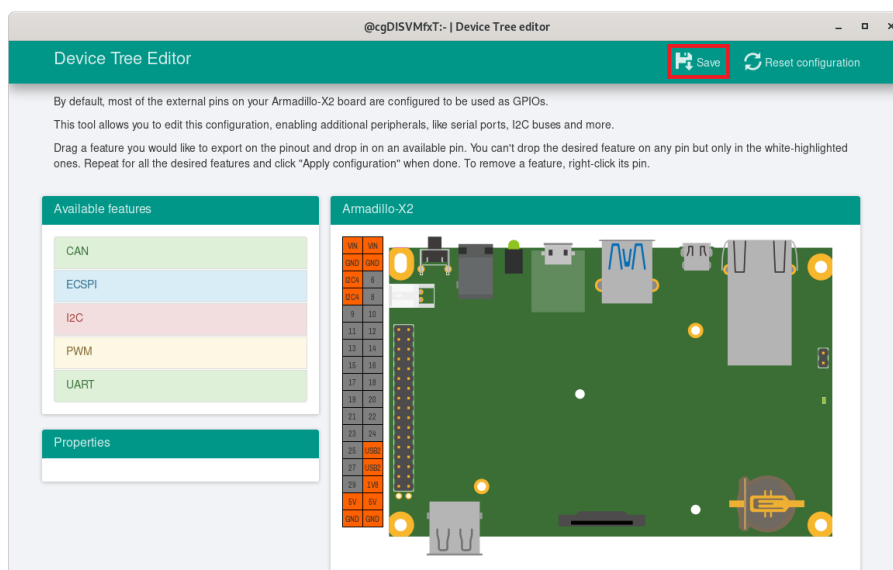 @cgDISVMfxT:- | Device Tree editor
Device Tree Editor
Save
Reset configuration
By default, most of the external pins on your Armadillo-X2 board are configured to be used as GPIOs.
This tool allows you to edit this configuration, enabling additional peripherals, like serial ports, I2C buses and more.
Drag a feature you would like to export on the pinout and drop in on an available pin. You can't drop the desired feature on any pin but only in the white-highlighted
ones. Repeat for all the desired features and click "Apply configuration" when done. To remove a feature, right-click its pin.
Available features
CAN
ECSPI
I2C
PWM
UART
Properties
Armadillo-X2
VIN VIN
GND GND
I2C4 6
I2C4 8
9 10
11 12
13 14
15 16
17 18
19 20
21 22
23 24
25 USB2
27 USB2
29 1V8
5V 5V
GND GND